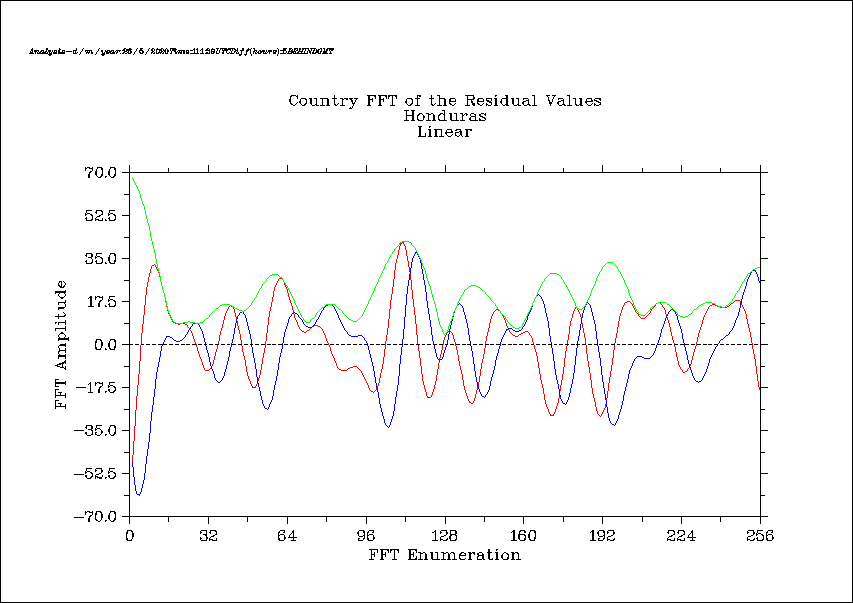 Country FFT of the Residual Values
Honduras
Linear
70.0
52.5
35.0
17.5
0.0
-17.5
-35.0
-52.5
-70.0
FFT Amplitude
0 32 64 96 128 160 192 224 256
FFT Enumeration